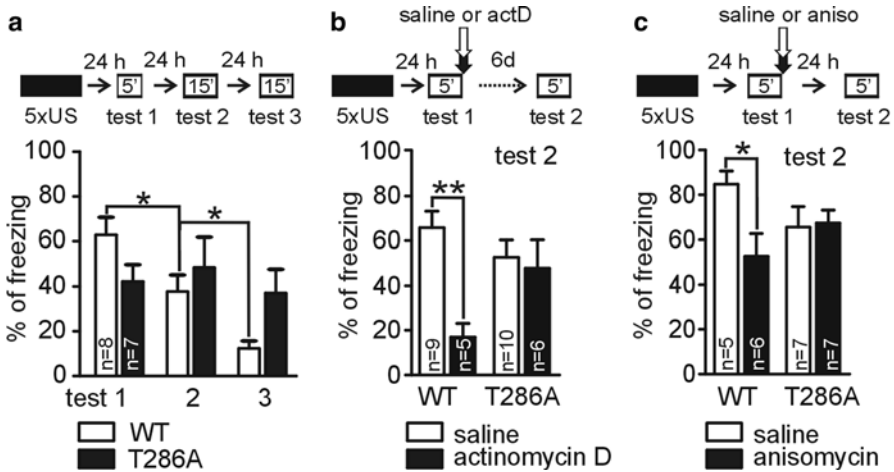 a
24 h 24 h 24 h
5' 15' 15'
5xUS test 1 test 2 test 3
% of freezing
100
80
60
40
20
0
* *
n=8 n=7
test 1 2 3
WT
T286A
b
saline or actD
24 h 6d
5' 5'
5xUS test 1 test 2
test 2
% of freezing
100
80
60
40
20
0
**
n=9 n=5 n=10 n=6
WT T286A
saline
actinomycin D
c
saline or aniso
24 h 24 h
5' 5'
5xUS test 1 test 2
test 2
% of freezing
100
80
60
40
20
0
*
n=5 n=6 n=7 n=7
WT T286A
saline
anisomycin